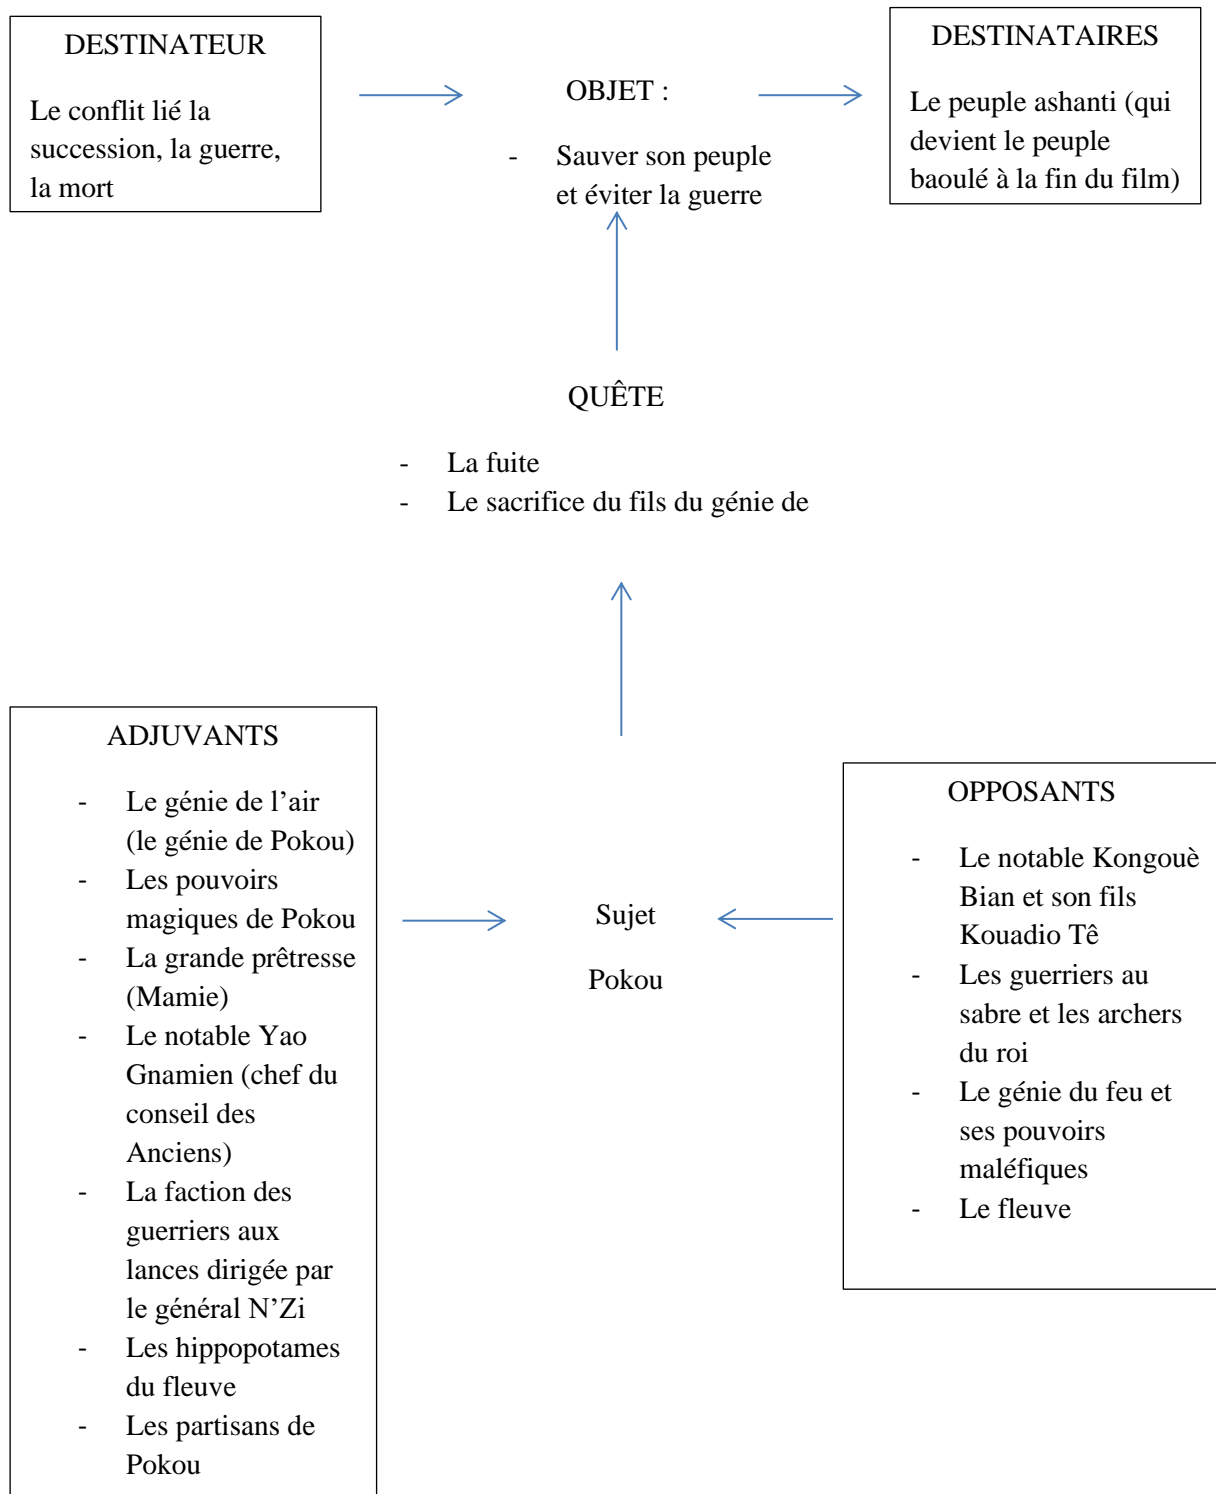 DESTINATEUR
Le conflit lié la
succession, la guerre,
la mort
OBJET :
- Sauver son peuple
et éviter la guerre
DESTINATAIRES
Le peuple ashanti (qui
devient le peuple
baoulé à la fin du film)
QUÊTE
- La fuite
- Le sacrifice du fils du génie de
ADJUVANTS
- Le génie de l’air
(le génie de Pokou)
- Les pouvoirs
magiques de Pokou
- La grande prêtresse
(Mamie)
- Le notable Yao
Gnamien (chef du
conseil des
Anciens)
- La faction des
guerriers aux
lances dirigée par
le général N’Zi
- Les hippopotames
du fleuve
- Les partisans de
Pokou
Sujet
Pokou
OPPOSANTS
- Le notable Kongouè
Bian et son fils
Kouadio Tê
- Les guerriers au
sabre et les archers
du roi
- Le génie du feu et
ses pouvoirs
maléfiques
- Le fleuve